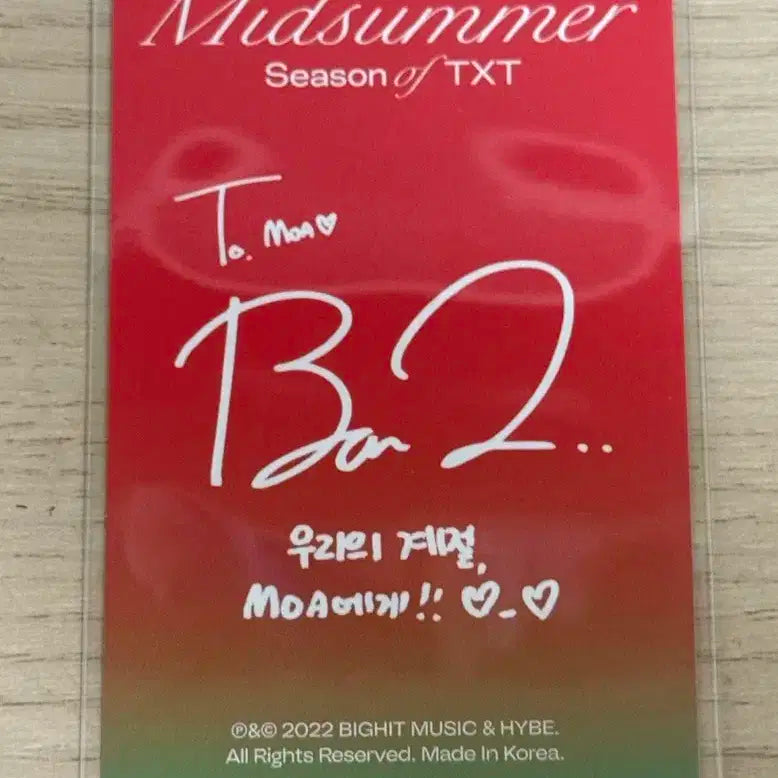 Midsummer
Season of TXT
To. MOA♡
우리의 계절,
MOA에게!! ♡_♡
℗&© 2022 BIGHIT MUSIC & HYBE.
All Rights Reserved. Made In Korea.